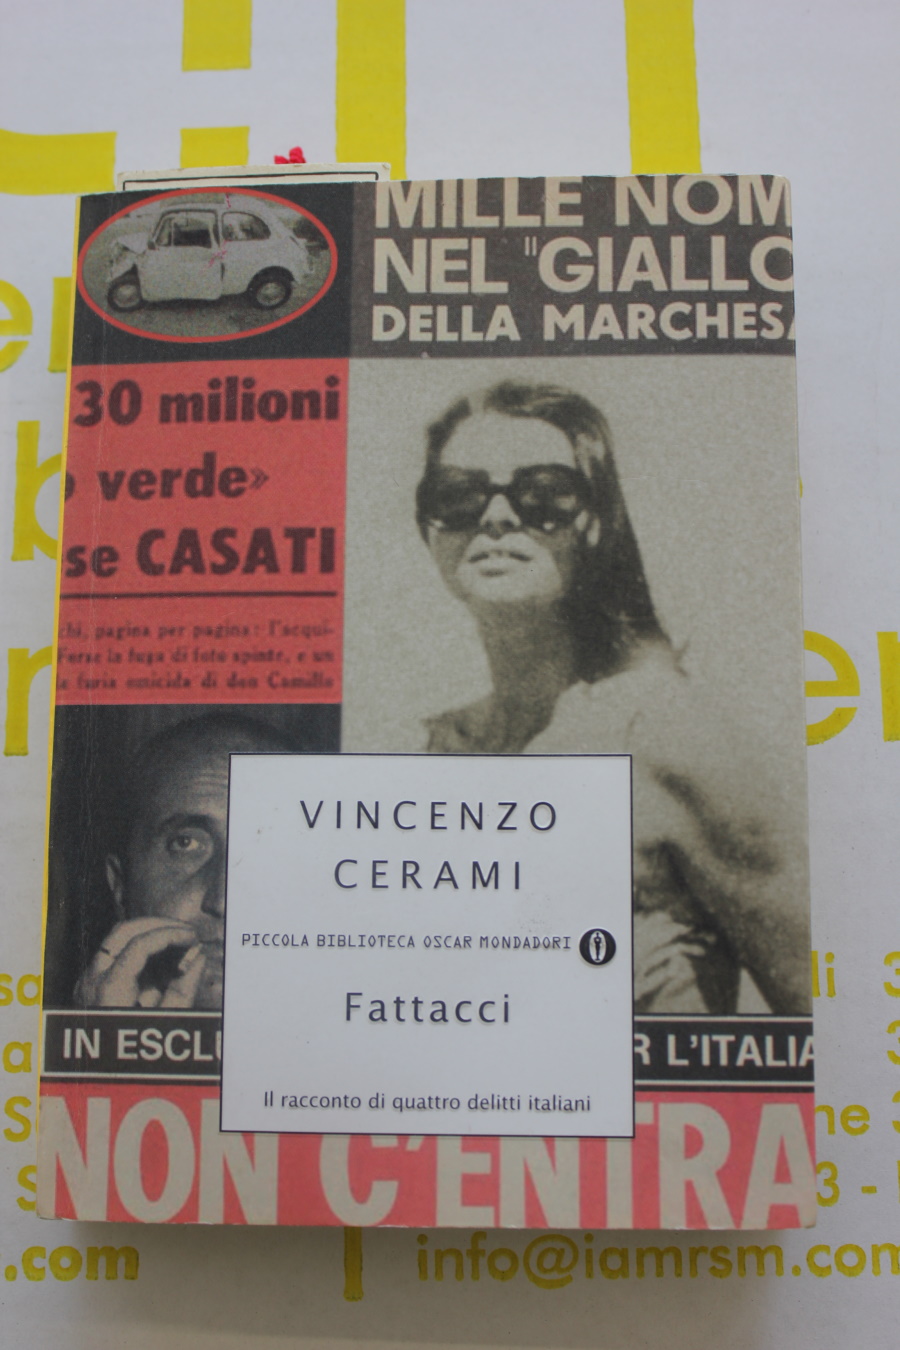 MILLE NOM
NEL "GIALLO
DELLA MARCHESA
30 milioni
verde»
se CASATI
chi, pagina per pagina: l'acqui-
Forse la fuga di foto spinte, e un
la furia omicida di don Camillo
VINCENZO
CERAMI
PICCOLA BIBLIOTECA OSCAR MONDADORI
Fattacci
Il racconto di quattro delitti italiani
IN ESCLU
R L'ITALIA
NON C'ENTRA
.com
info@iamrsm.com